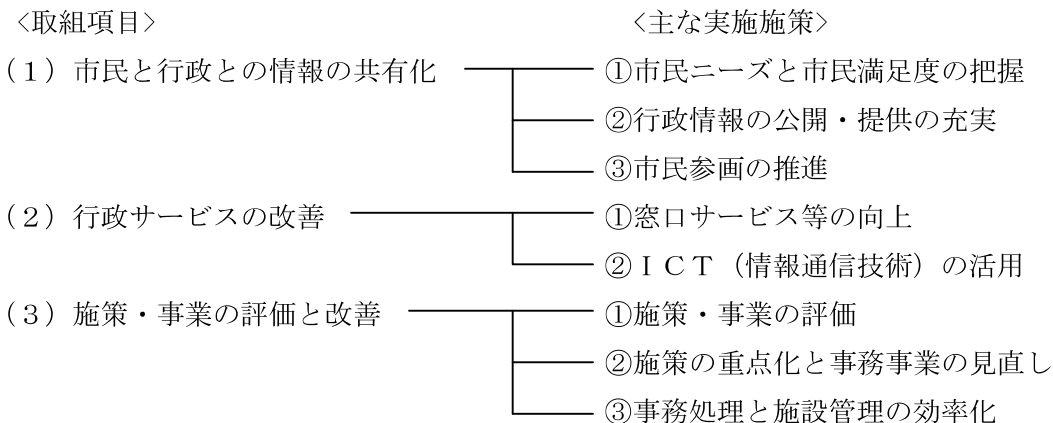 <取組項目> <主な実施施策>
(1)市民と行政との情報の共有化 ①市民ニーズと市民満足度の把握
②行政情報の公開・提供の充実
③市民参画の推進
(2)行政サービスの改善 ①窓口サービス等の向上
②ICT(情報通信技術)の活用
(3)施策・事業の評価と改善 ①施策・事業の評価
②施策の重点化と事務事業の見直し
③事務処理と施設管理の効率化